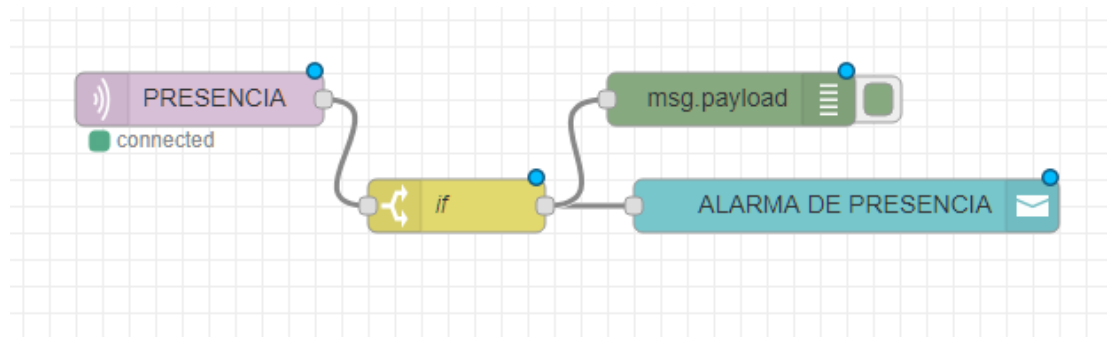 PRESENCIA
connected
msg.payload
if
ALARMA DE PRESENCIA